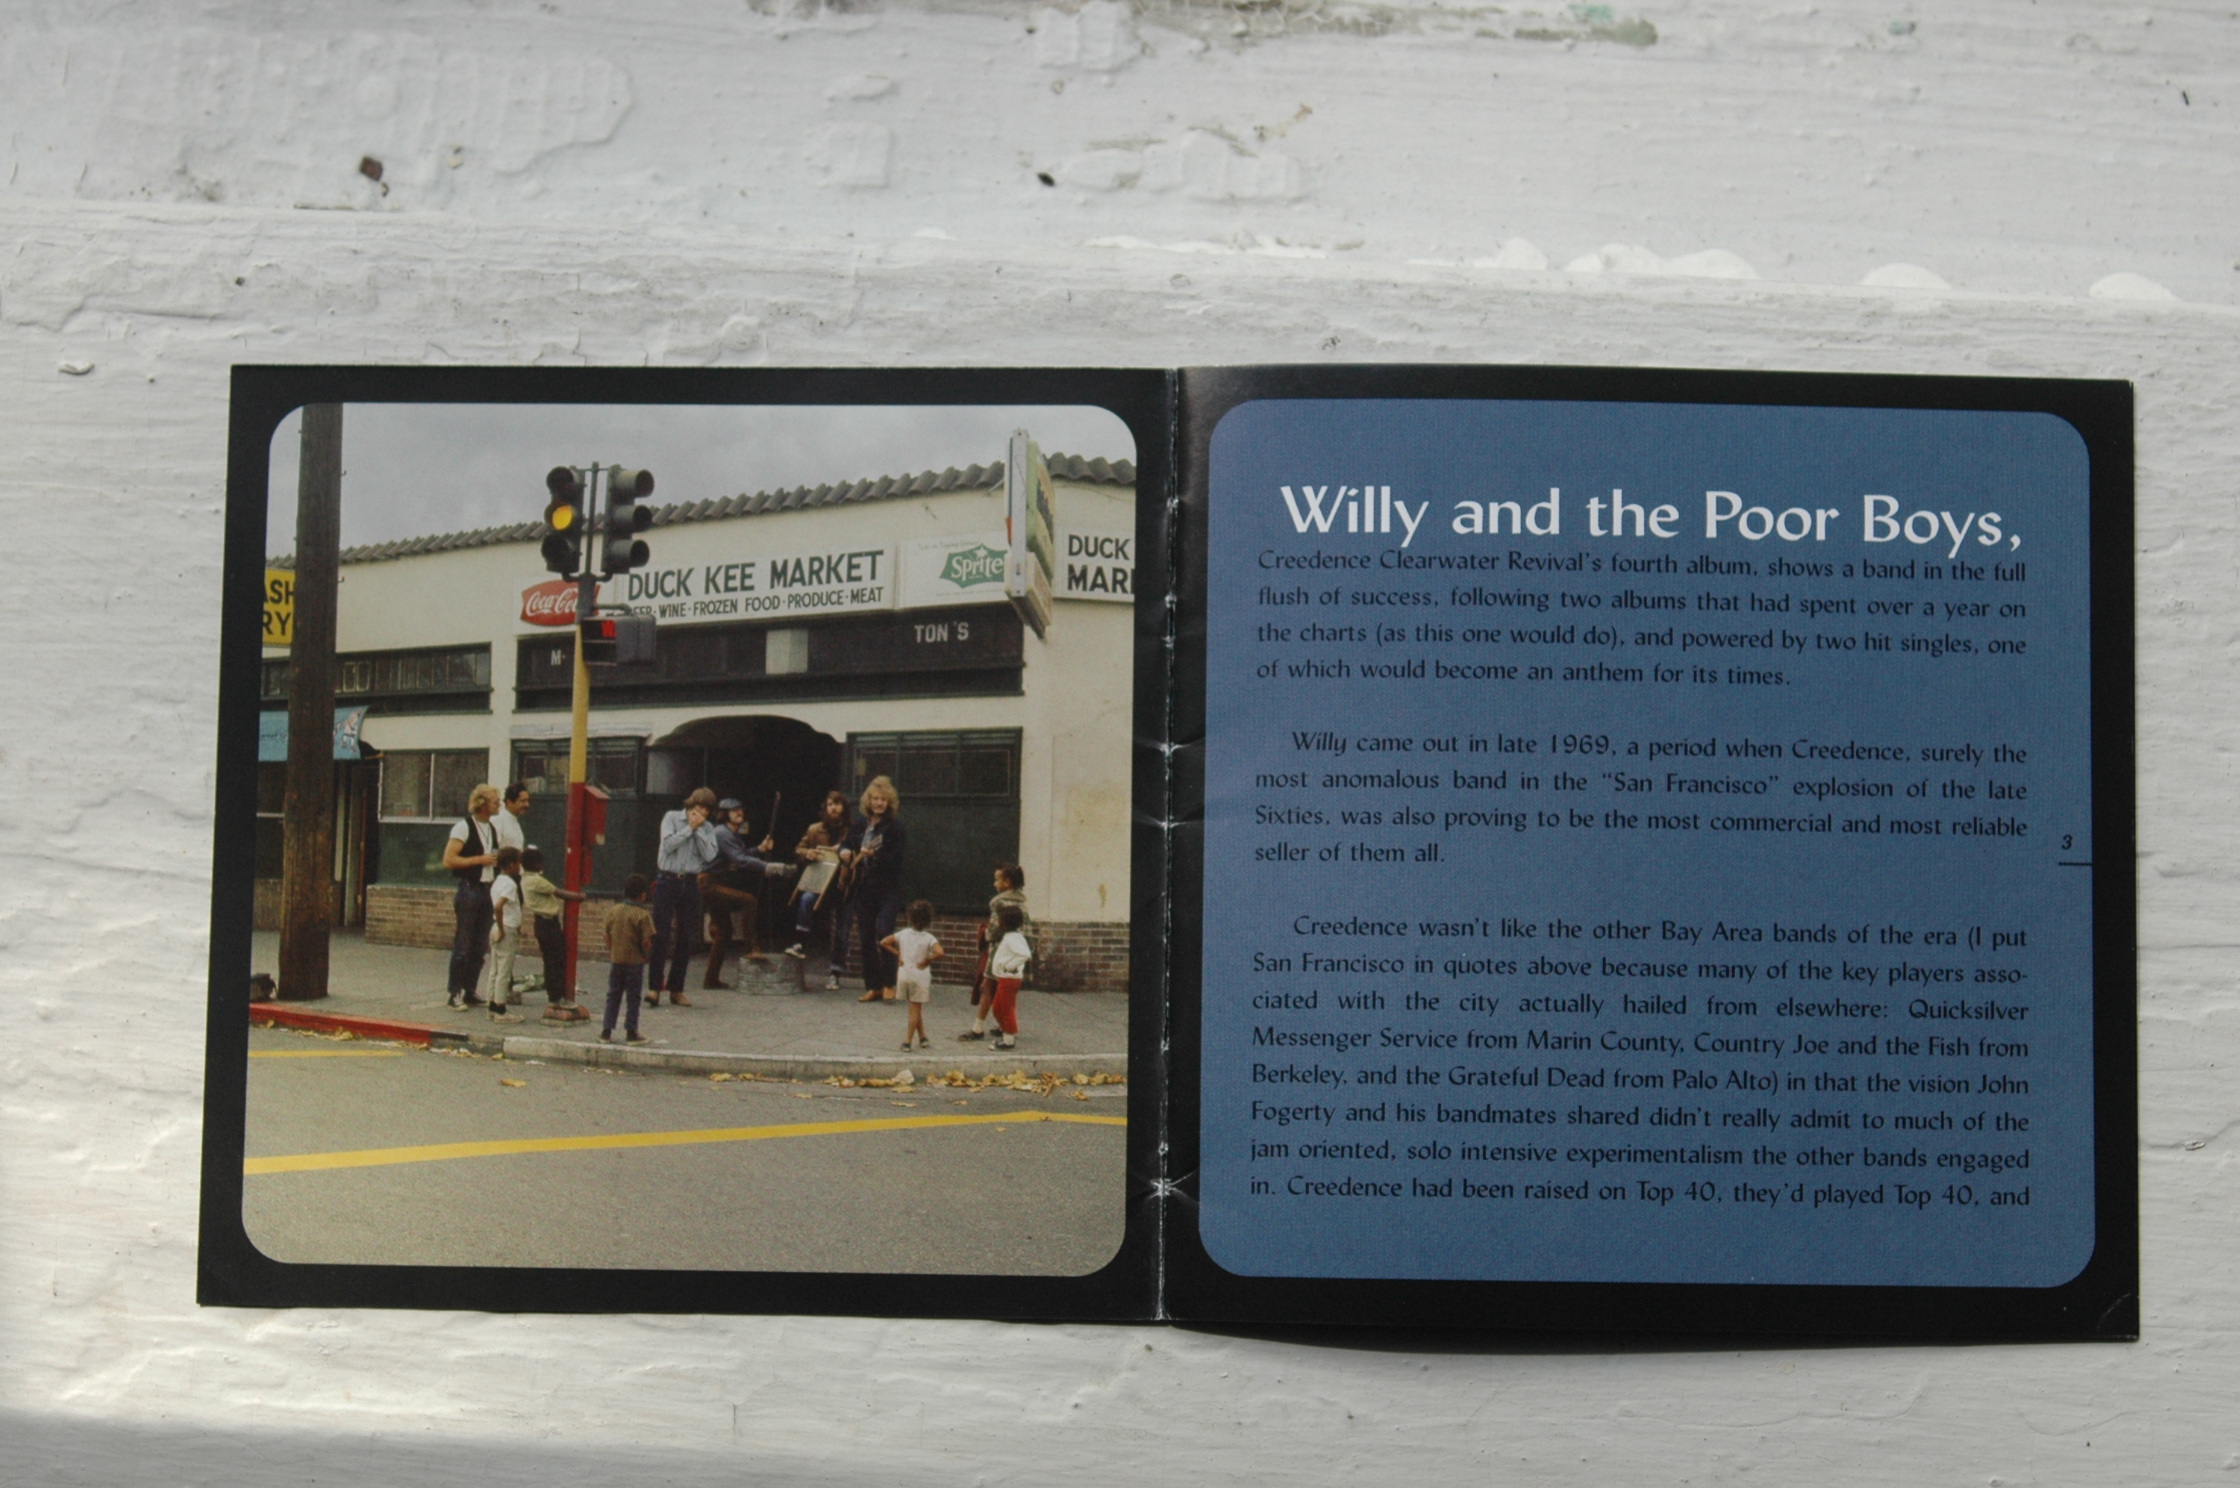 ASH
RY
Coca-Cola
DUCK KEE MARKET
BEER·WINE·FROZEN FOOD·PRODUCE·MEAT
Sprite
DUCK
MAR
M·
TON'S
W
Willy and the Poor Boys,
Creedence Clearwater Revival's fourth album, shows a band in the full
flush of success, following two albums that had spent over a year on
the charts (as this one would do), and powered by two hit singles, one
of which would become an anthem for its times.
Willy came out in late 1969, a period when Creedence, surely the
most anomalous band in the “San Francisco” explosion of the late
Sixties, was also proving to be the most commercial and most reliable
seller of them all.
Creedence wasn't like the other Bay Area bands of the era (I put
San Francisco in quotes above because many of the key players asso-
ciated with the city actually hailed from elsewhere: Quicksilver
Messenger Service from Marin County, Country Joe and the Fish from
Berkeley, and the Grateful Dead from Palo Alto) in that the vision John
Fogerty and his bandmates shared didn't really admit to much of the
jam oriented, solo intensive experimentalism the other bands engaged
in. Creedence had been raised on Top 40, they'd played Top 40, and
3